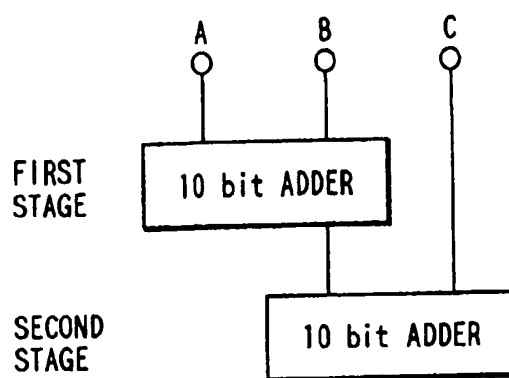 A B C
FIRST
STAGE
10 bit ADDER
SECOND
STAGE
10 bit ADDER